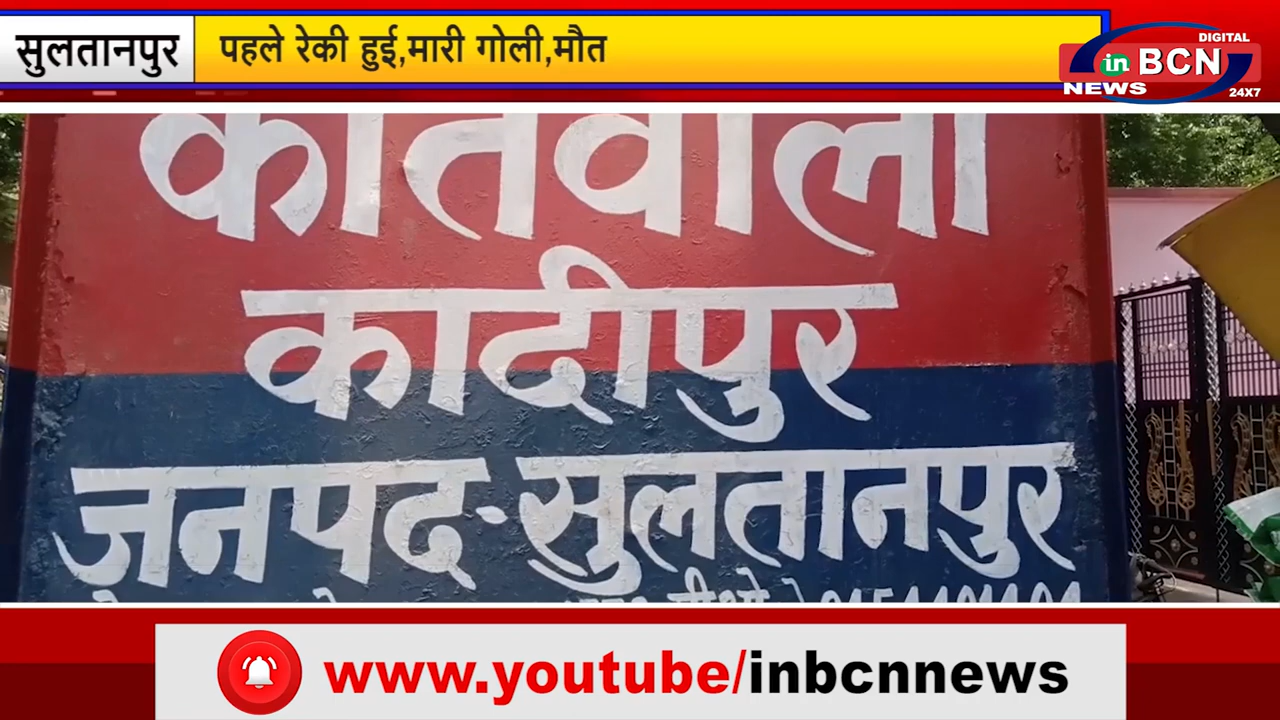 सुलतानपुर
पहले रेकी हुई,मारी गोली,मौत
DIGITAL
in BCN
NEWS
24X7
कोतवाली
कादीपुर
जनपद-सुलतानपुर
www.youtube/inbcnnews